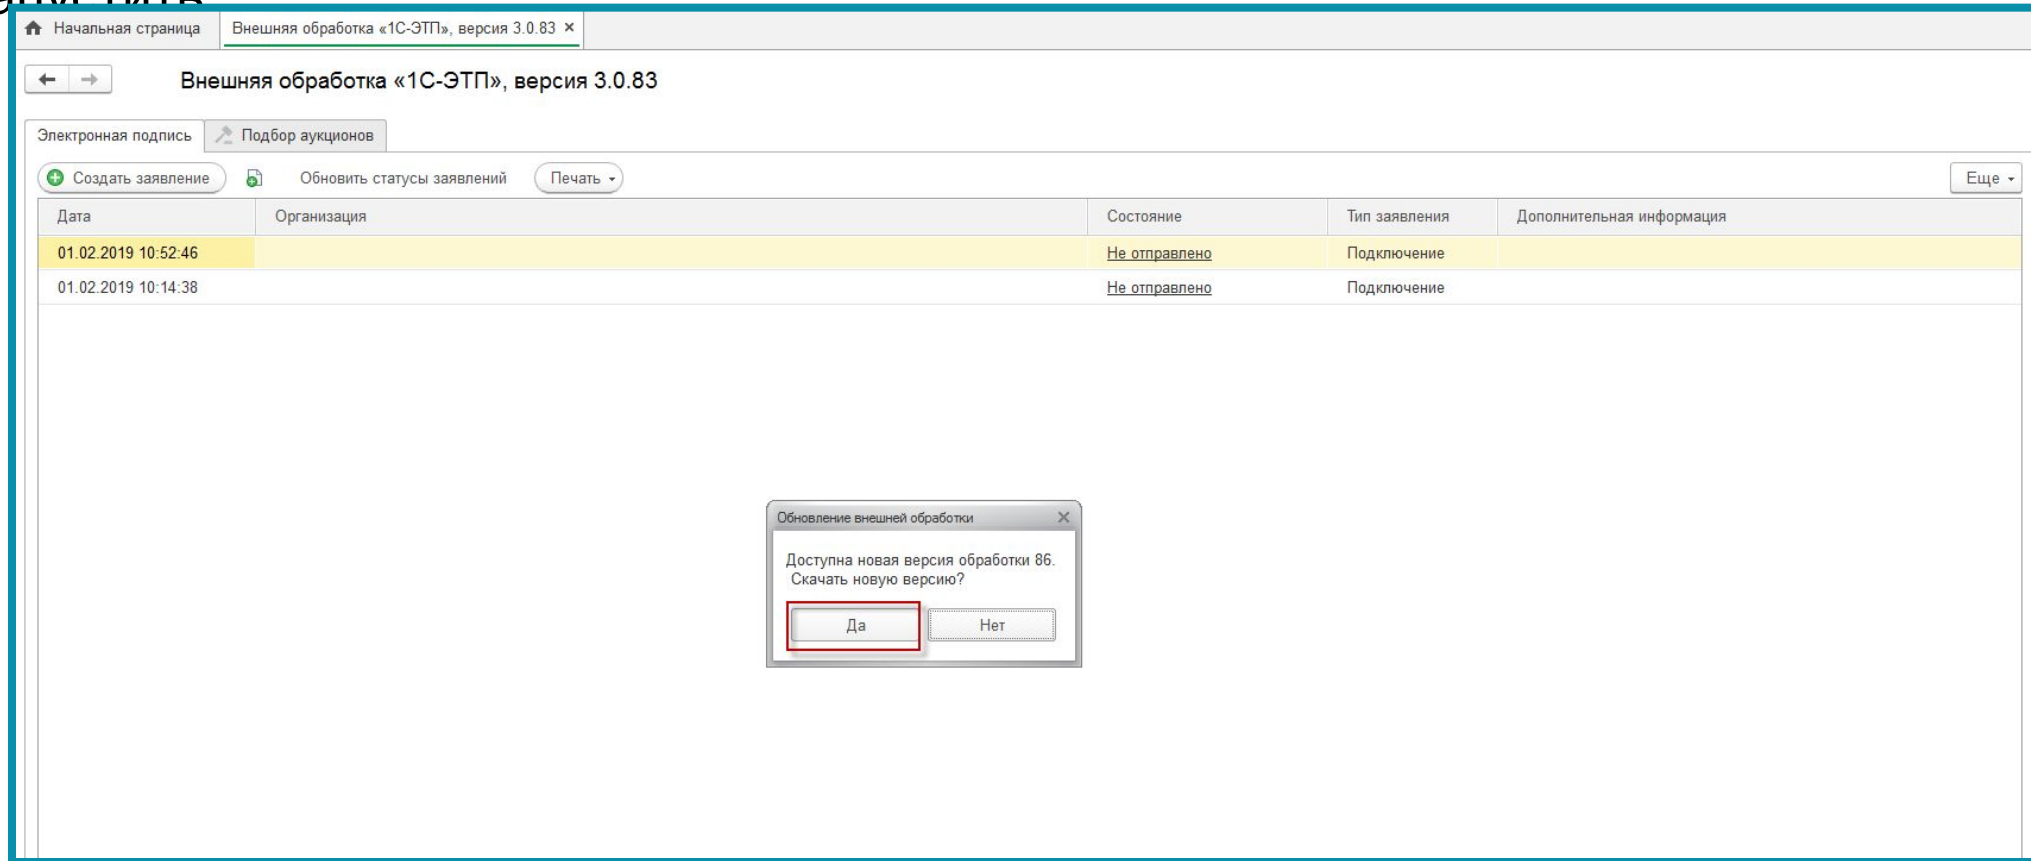 Начальная страница
Внешняя обработка «1С-ЭТП», версия 3.0.83 ×
Внешняя обработка «1С-ЭТП», версия 3.0.83
Электронная подпись
Подбор аукционов
Создать заявление
Обновить статусы заявлений
Печать
Еще
Дата Организация Состояние Тип заявления Дополнительная информация
01.02.2019 10:52:46 Не отправлено Подключение
01.02.2019 10:14:38 Не отправлено Подключение
Обновление внешней обработки
Доступна новая версия обработки 86.
Скачать новую версию?
Да
Нет